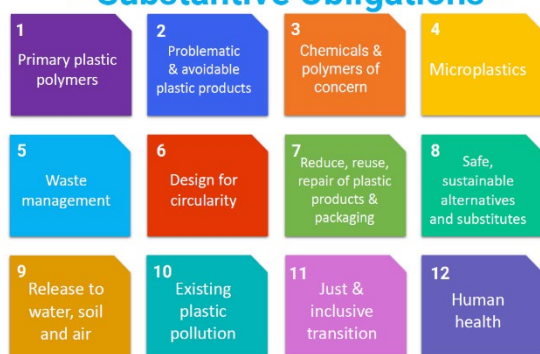 Substantive Obligations
1
Primary plastic
polymers
2
Problematic
& avoidable
plastic products
3
Chemicals &
polymers of
concern
4
Microplastics
5
Waste
management
6
Design for
circularity
7
Reduce, reuse,
repair of plastic
products &
packaging
8
Safe,
sustainable
alternatives
and substitutes
9
Release to
water, soil
and air
10
Existing
plastic
pollution
11
Just &
inclusive
transition
12
Human
health